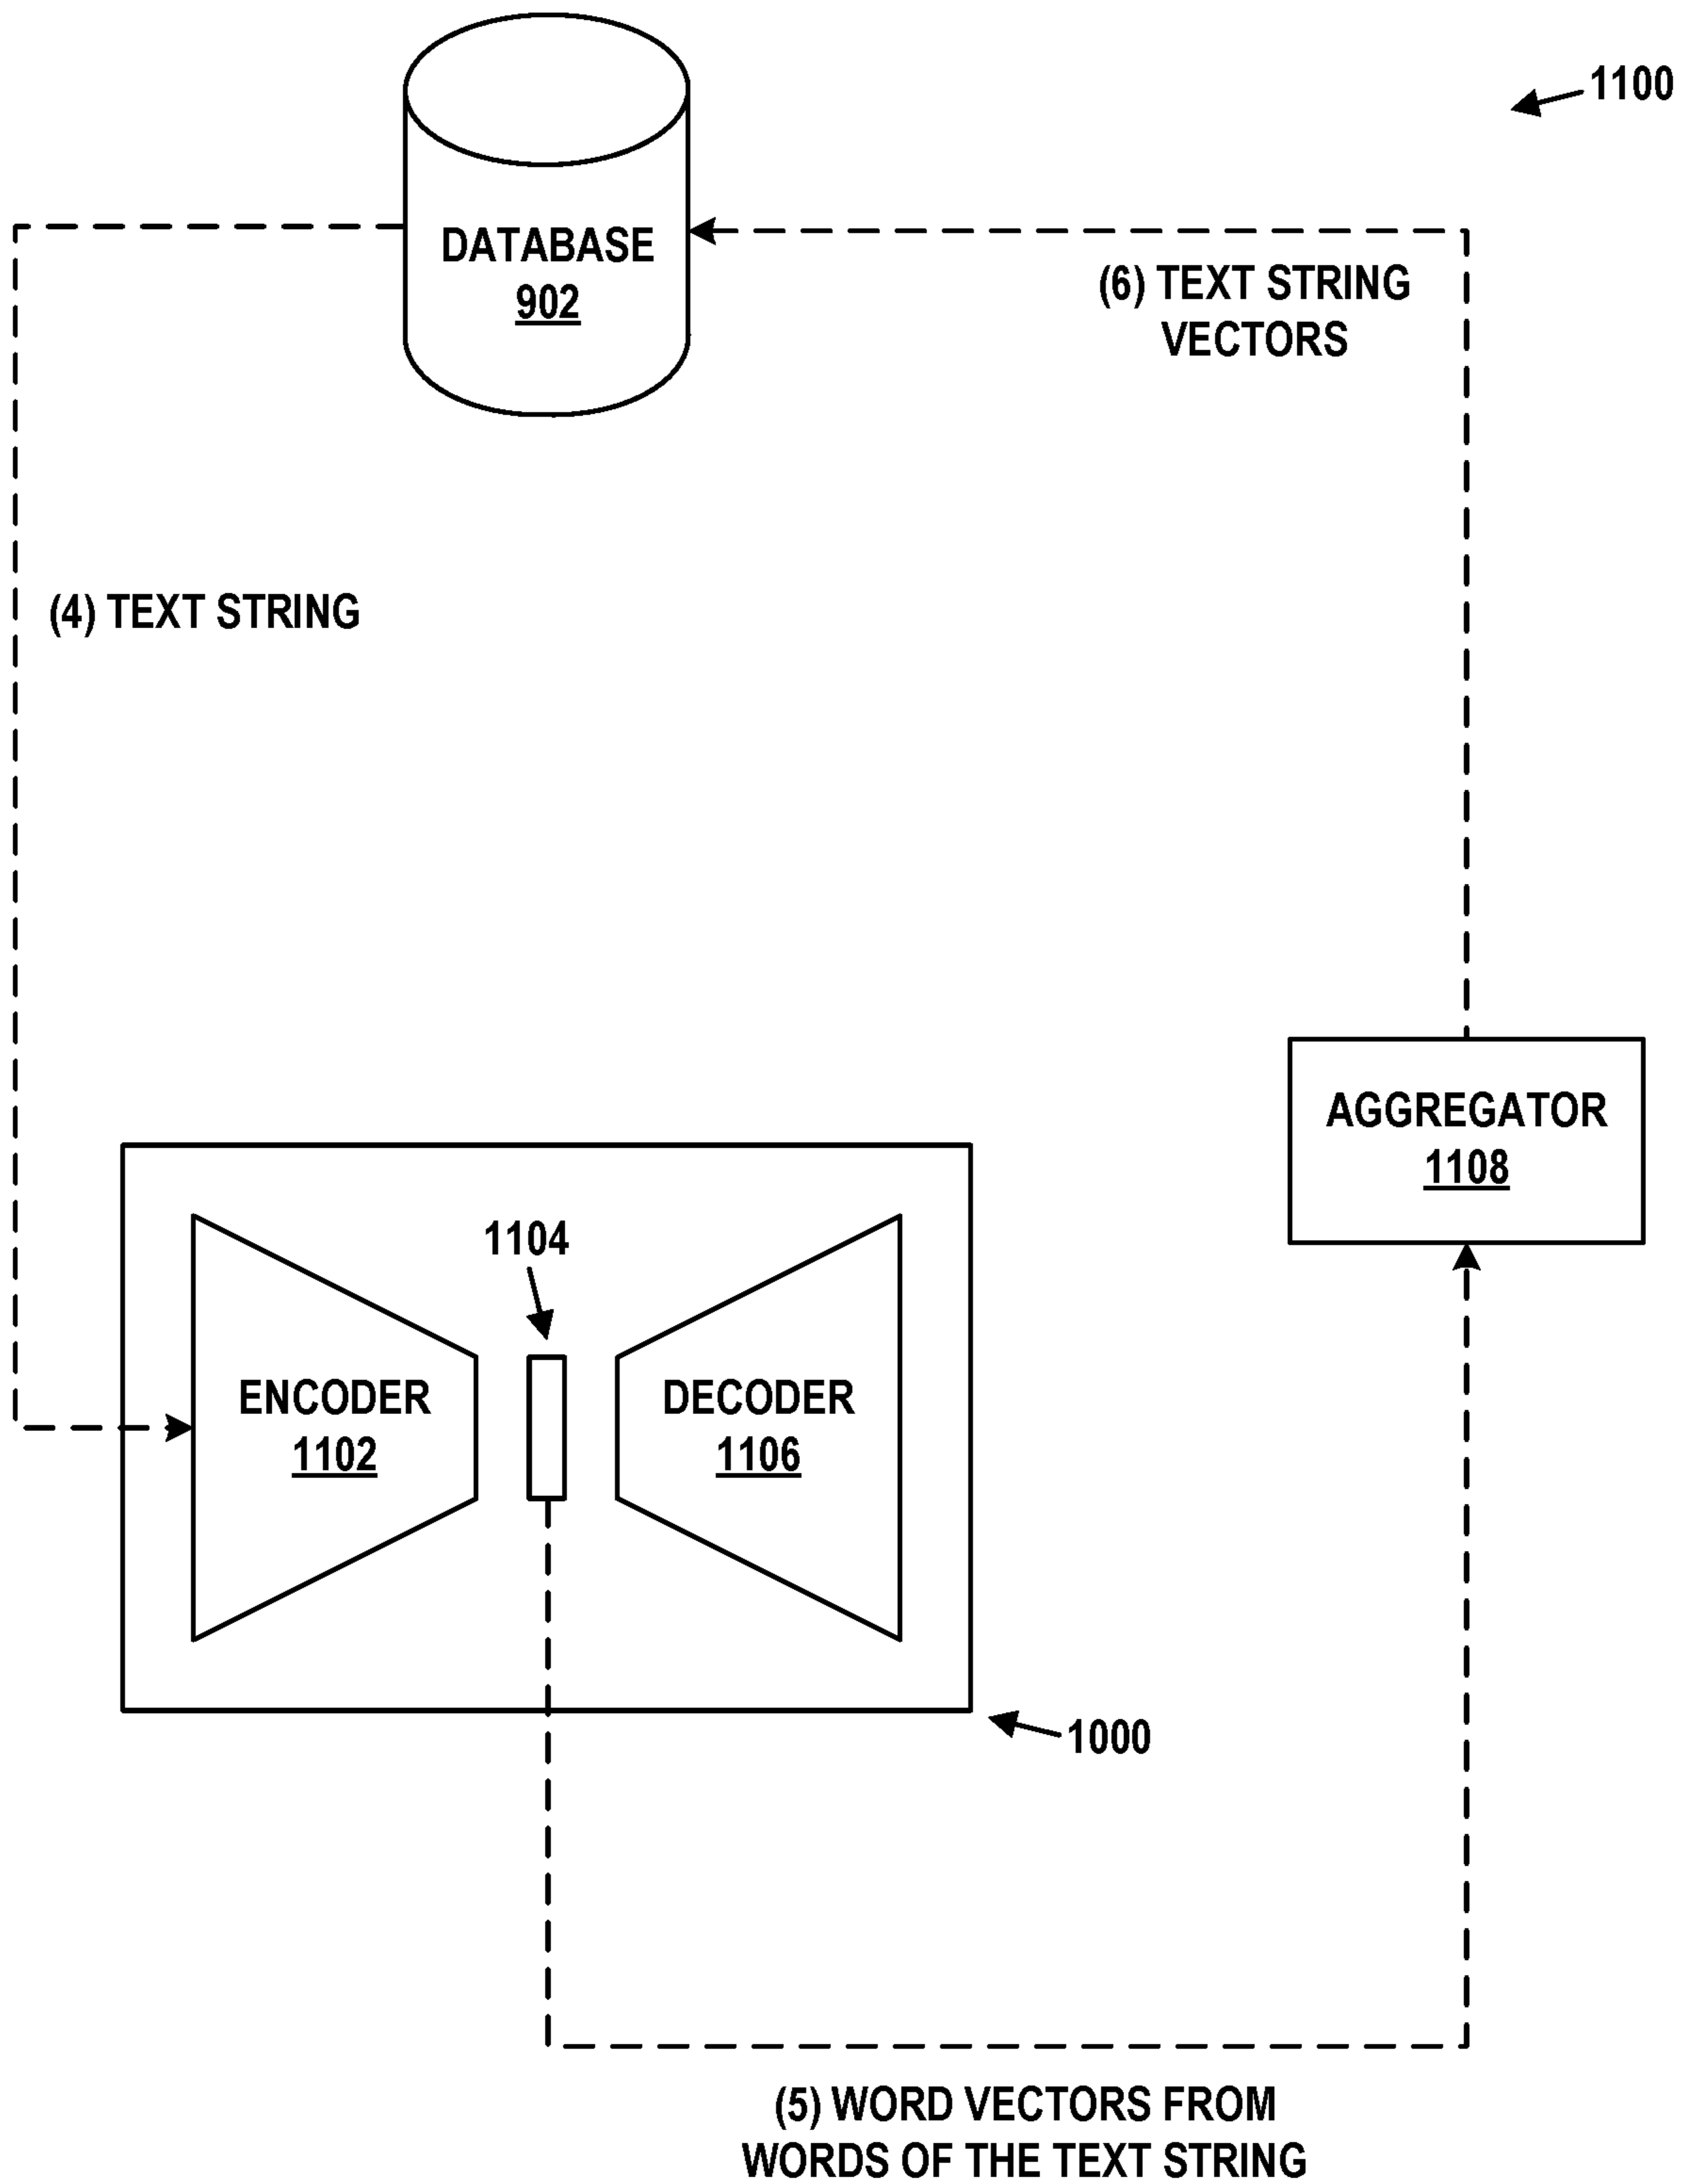 1100
DATABASE
902
(6) TEXT STRING
VECTORS
(4) TEXT STRING
AGGREGATOR
1108
1104
ENCODER
1102
DECODER
1106
1000
(5) WORD VECTORS FROM
WORDS OF THE TEXT STRING